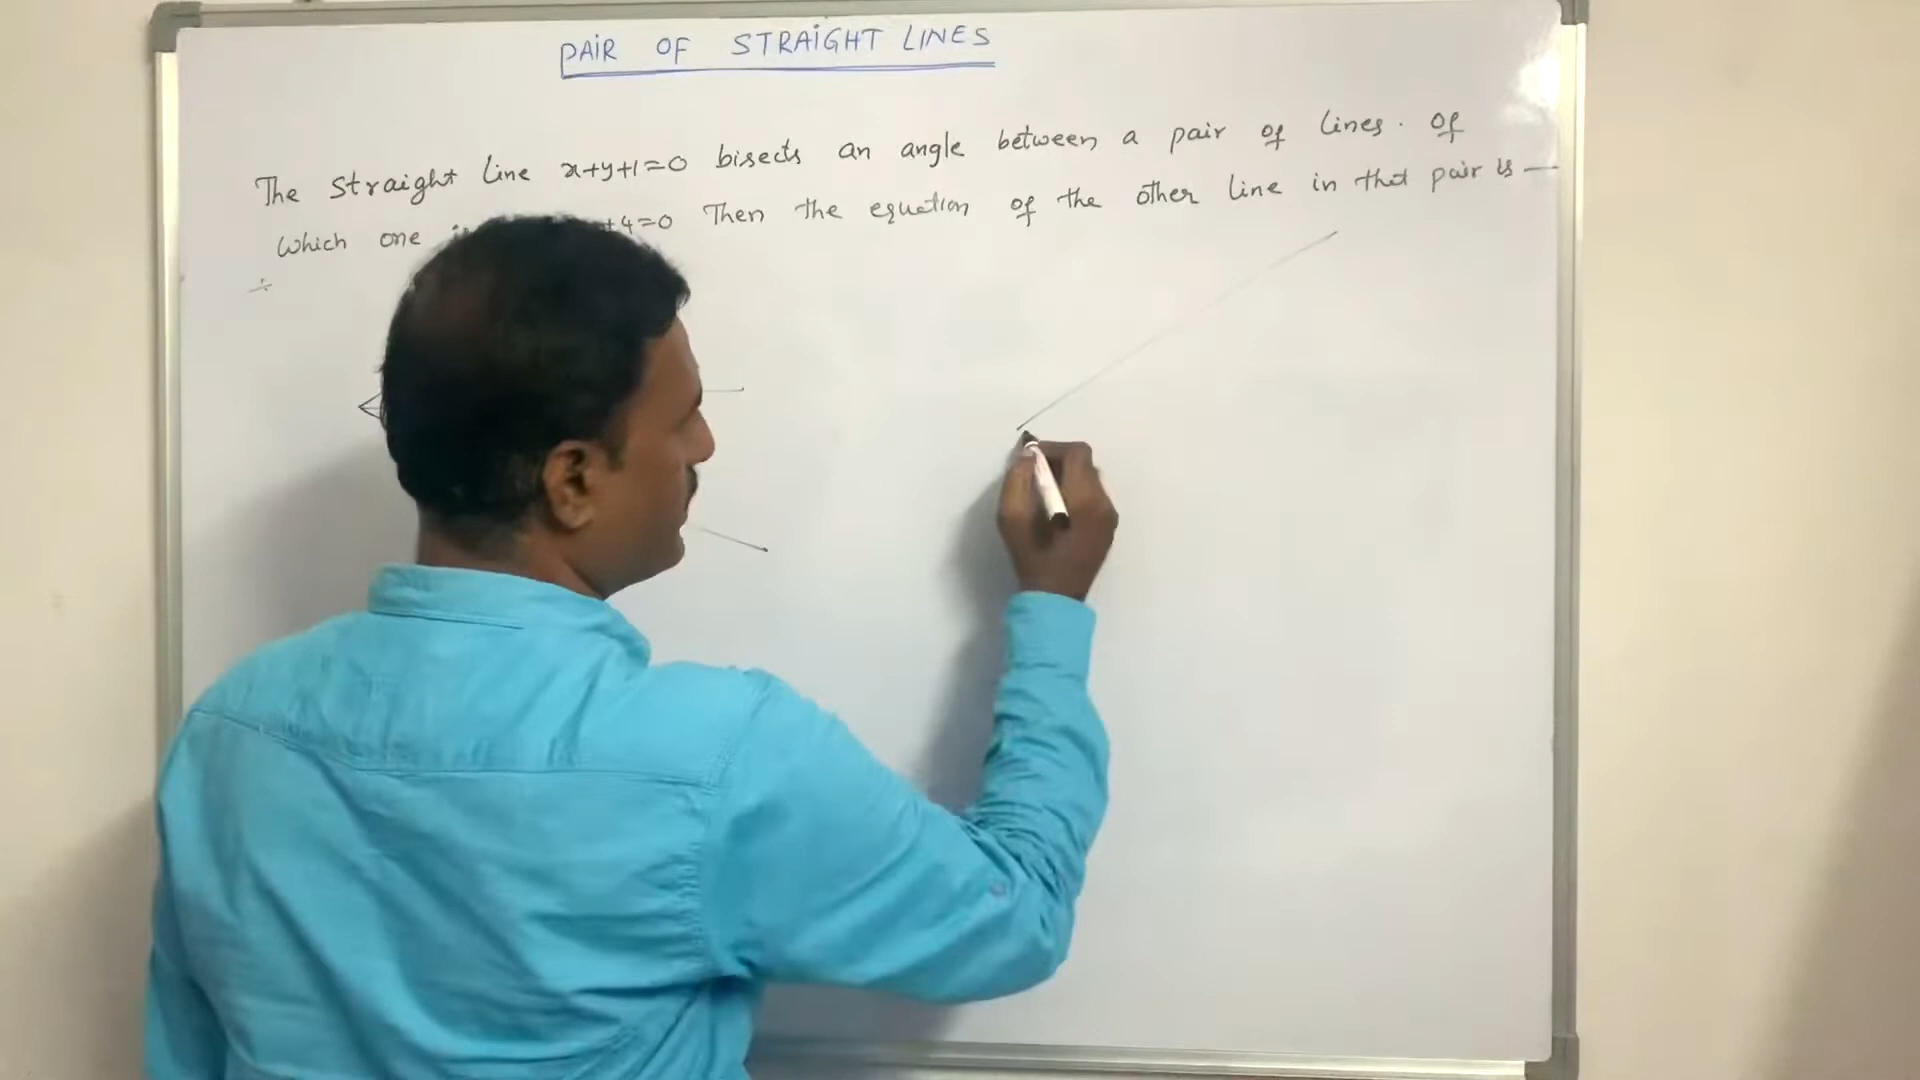 PAIR OF STRAIGHT LINES
The straight line x+y+1=0 bisects an angle between a pair of lines. of
which one +4=0 Then the equation of the other line in that pair is —